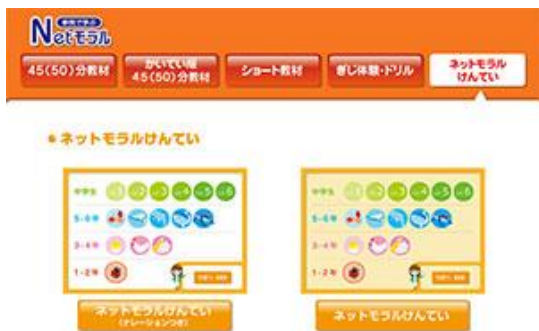 事例で学ぶ
Netモラル
45(50)分教材
かいてい版
45(50)分教材
ショート教材
ぎじ体験・ドリル
ネットモラル
けんてい
ネットモラルけんてい
中学生
5-6年
3-4年
1-2年
ネットモラルけんてい
(ナレーションつき)
中学生
5-6年
3-4年
1-2年
ネットモラルけんてい